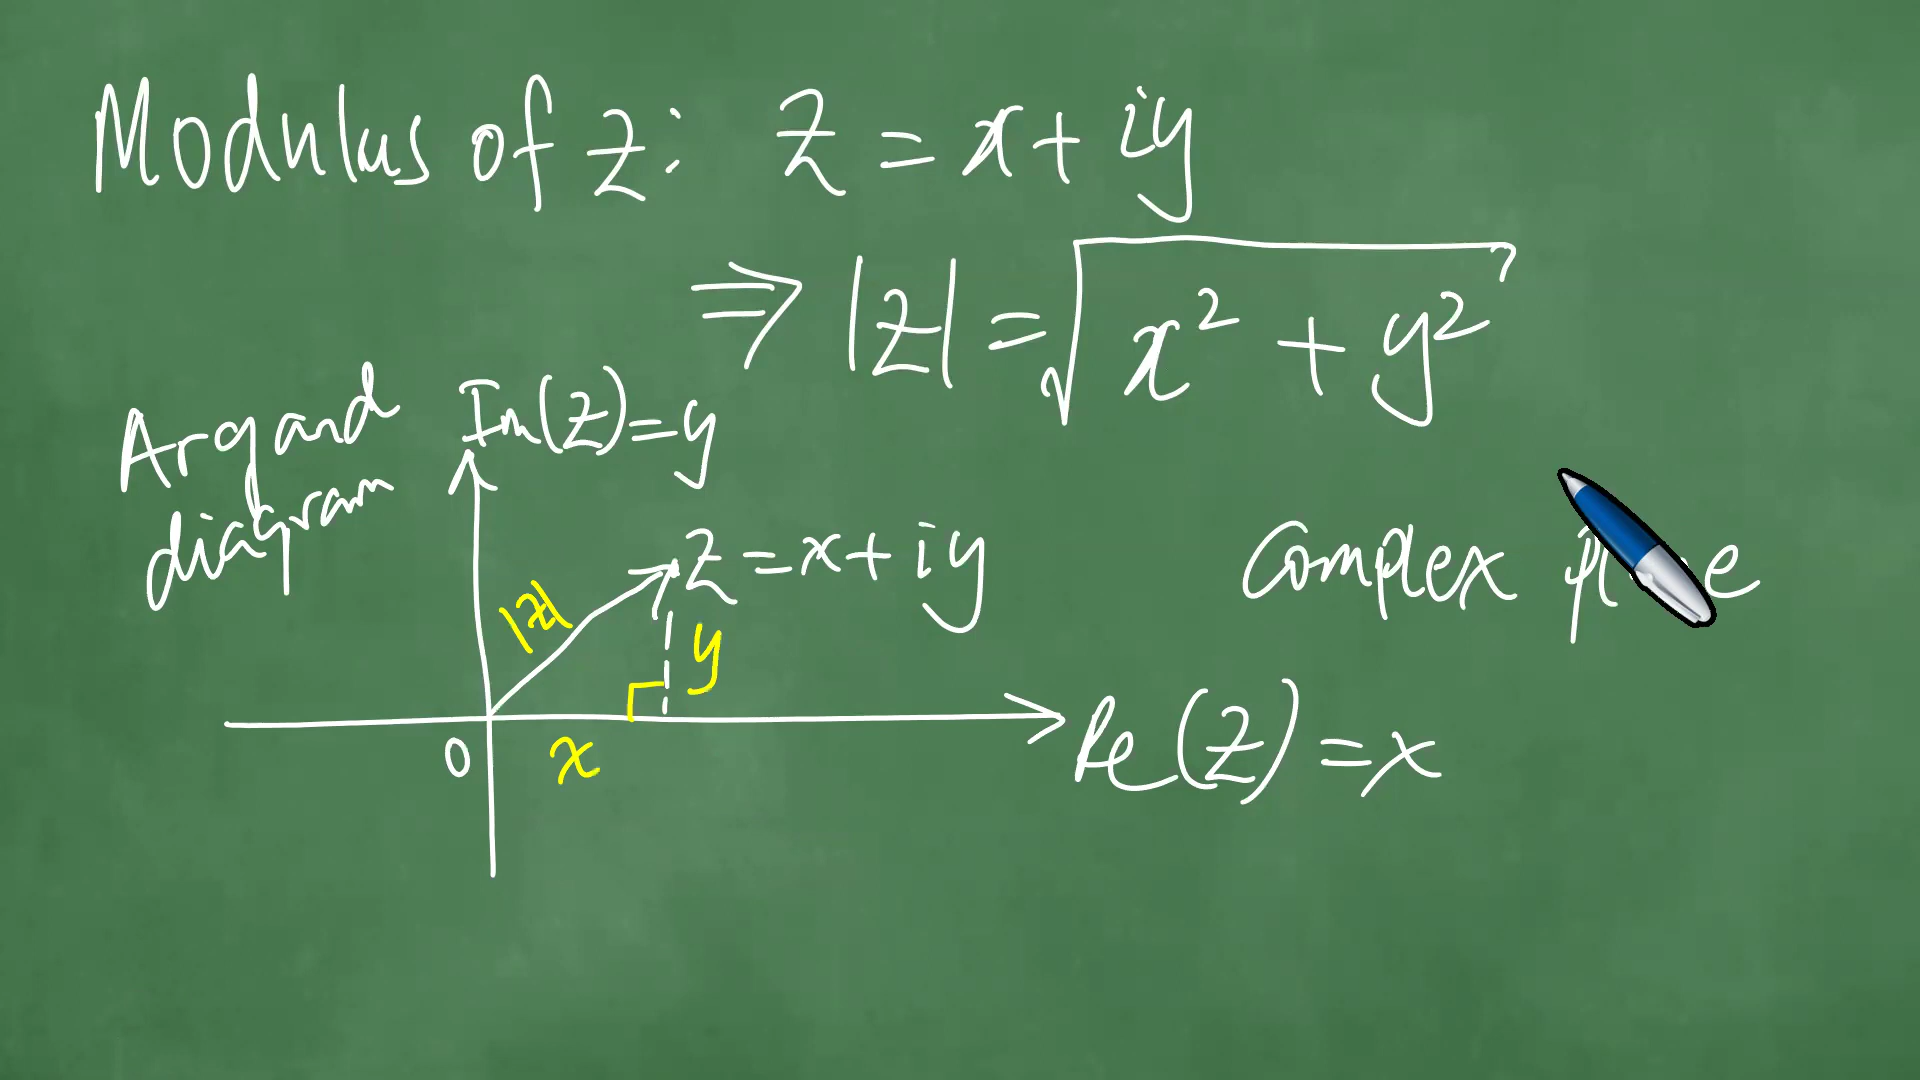 Modulus of z: z = x + iy
⇒ |z| = √(x² + y²)
Argand
diagram
Im(z) = y
z = x + iy
|z|
y
Complex
0
x
Re(z) = x